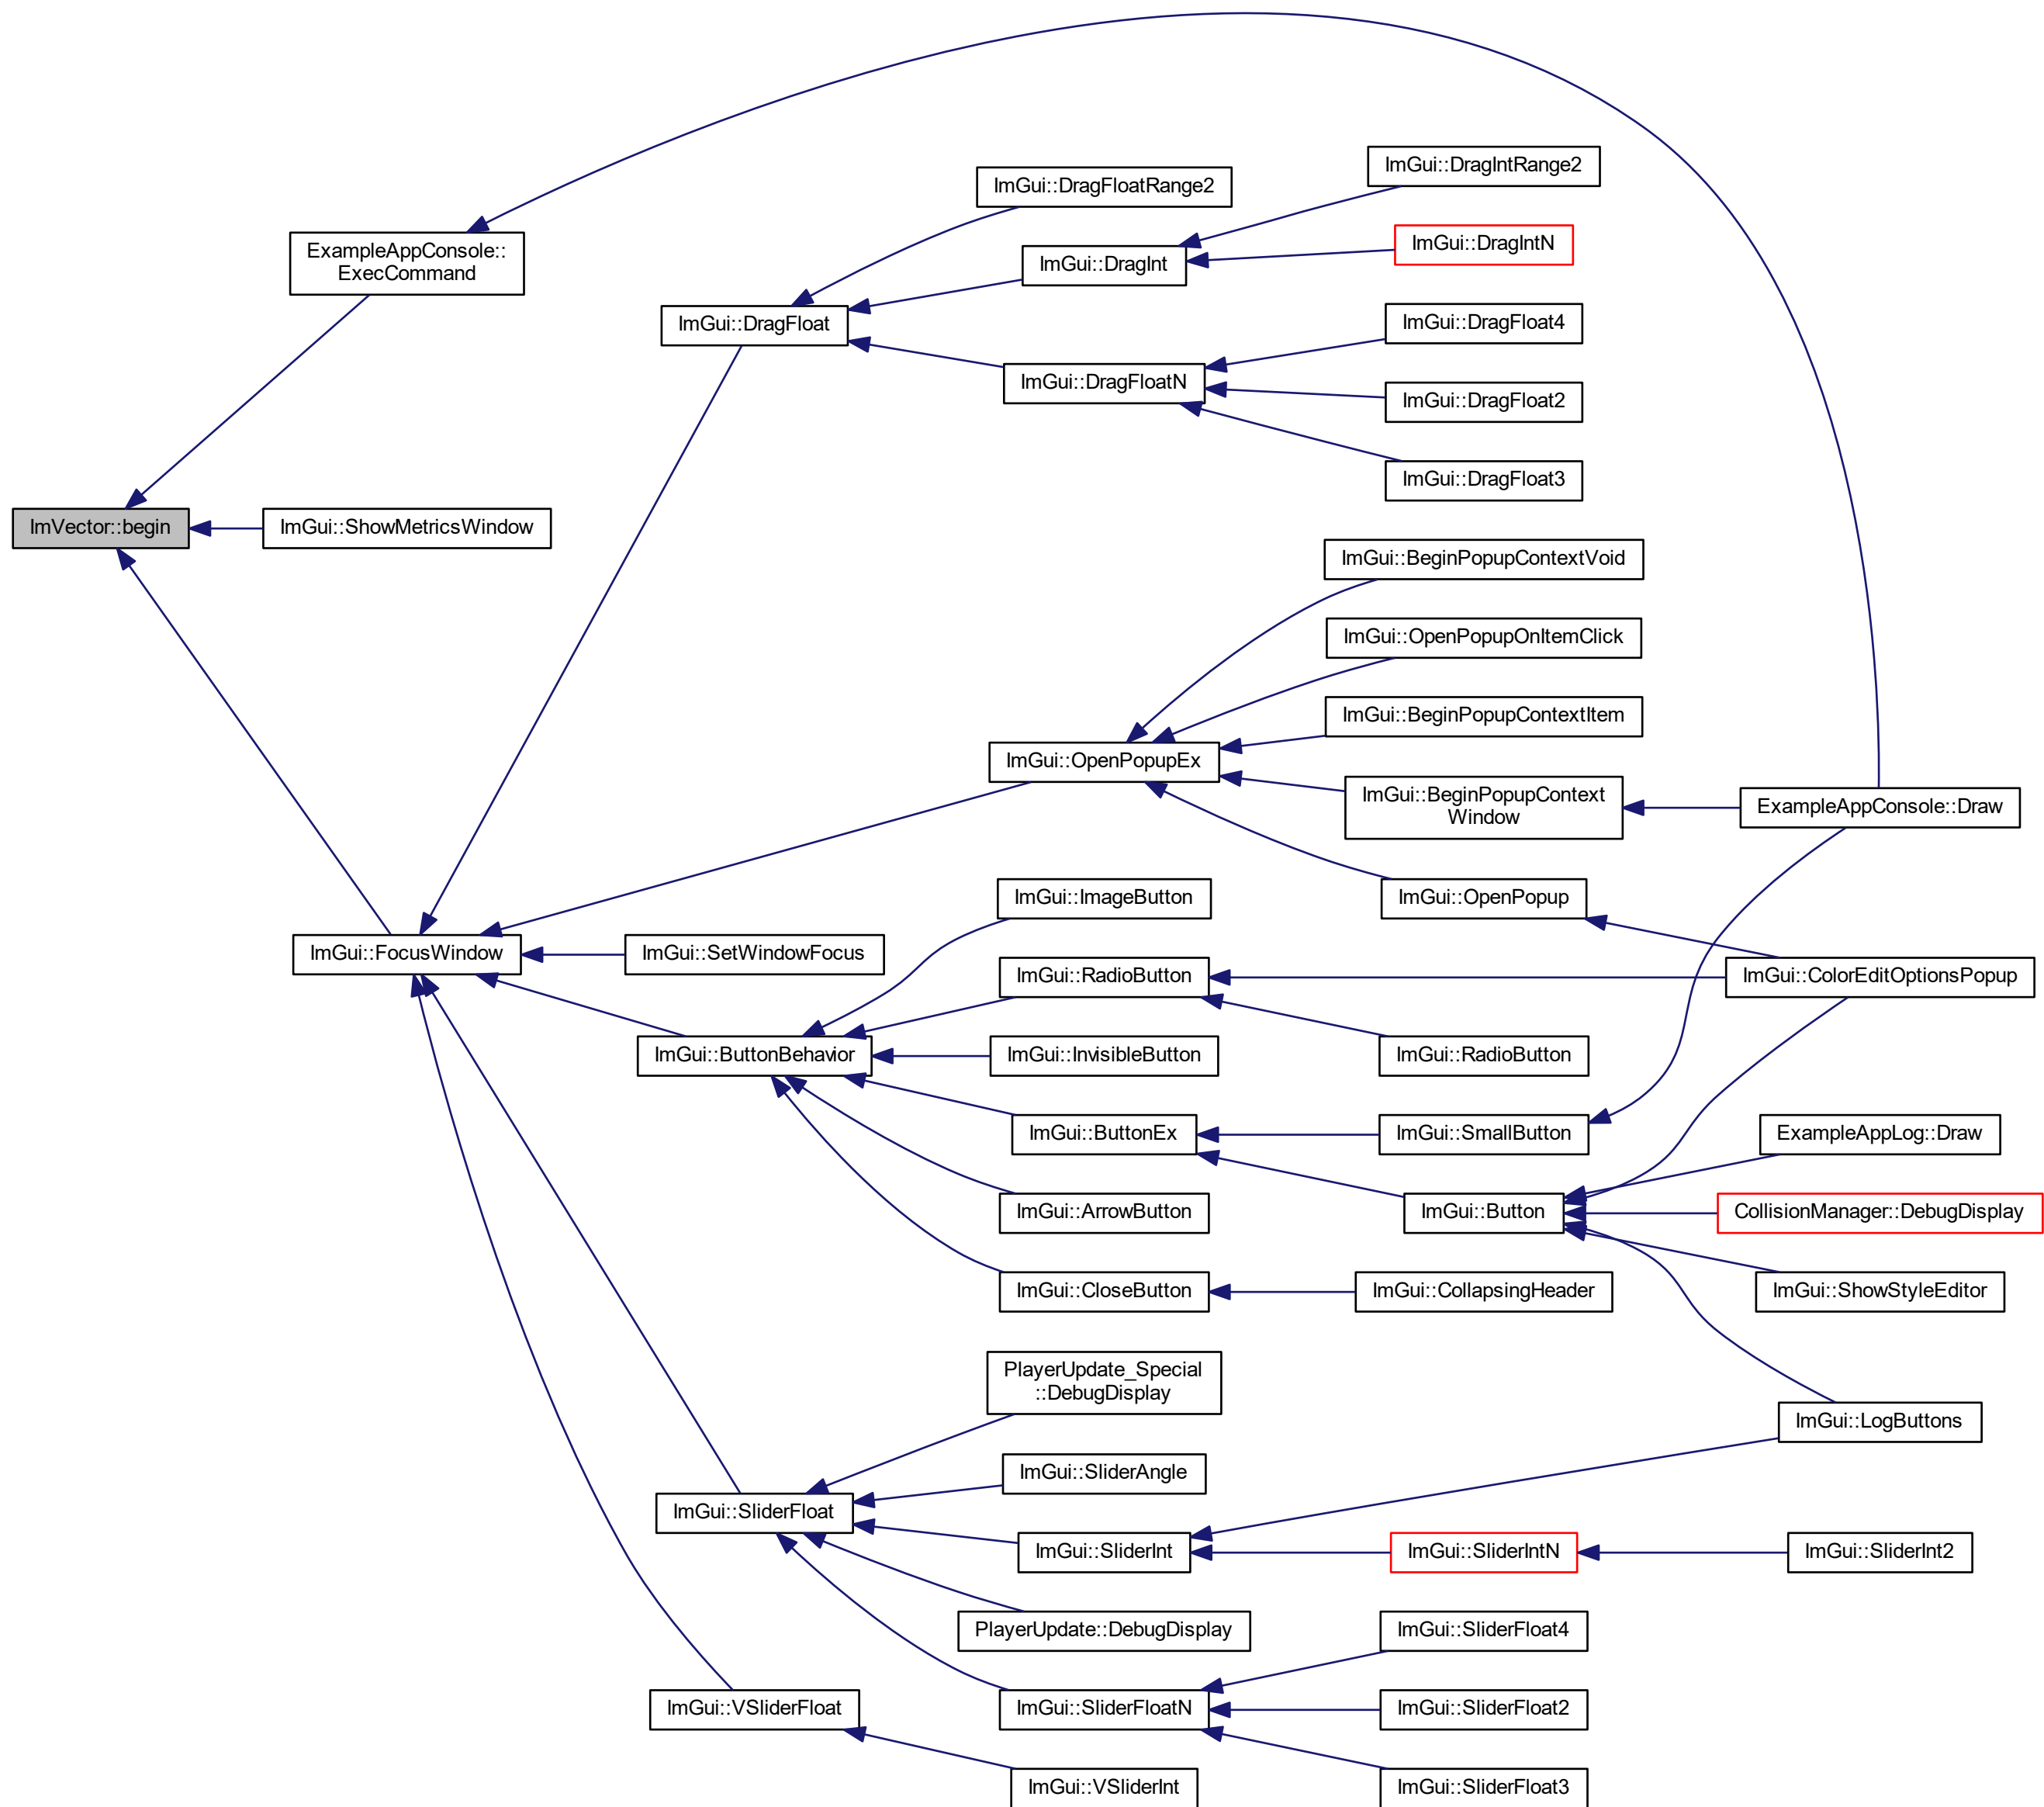 ImVector::begin
ExampleAppConsole::
ExecCommand
ImGui::ShowMetricsWindow
ImGui::FocusWindow
ImGui::DragFloat
ImGui::DragFloatRange2
ImGui::DragInt
ImGui::DragIntRange2
ImGui::DragIntN
ImGui::DragFloatN
ImGui::DragFloat4
ImGui::DragFloat2
ImGui::DragFloat3
ImGui::OpenPopupEx
ImGui::BeginPopupContextVoid
ImGui::OpenPopupOnItemClick
ImGui::BeginPopupContextItem
ImGui::BeginPopupContext
Window
ExampleAppConsole::Draw
ImGui::OpenPopup
ImGui::ColorEditOptionsPopup
ImGui::SetWindowFocus
ImGui::ButtonBehavior
ImGui::ImageButton
ImGui::RadioButton
ImGui::RadioButton
ImGui::InvisibleButton
ImGui::ButtonEx
ImGui::SmallButton
ImGui::Button
ExampleAppLog::Draw
CollisionManager::DebugDisplay
ImGui::ShowStyleEditor
ImGui::LogButtons
ImGui::ArrowButton
ImGui::CloseButton
ImGui::CollapsingHeader
ImGui::SliderFloat
PlayerUpdate_Special
::DebugDisplay
ImGui::SliderAngle
ImGui::SliderInt
ImGui::SliderIntN
ImGui::SliderInt2
PlayerUpdate::DebugDisplay
ImGui::SliderFloatN
ImGui::SliderFloat4
ImGui::SliderFloat2
ImGui::SliderFloat3
ImGui::VSliderFloat
ImGui::VSliderInt